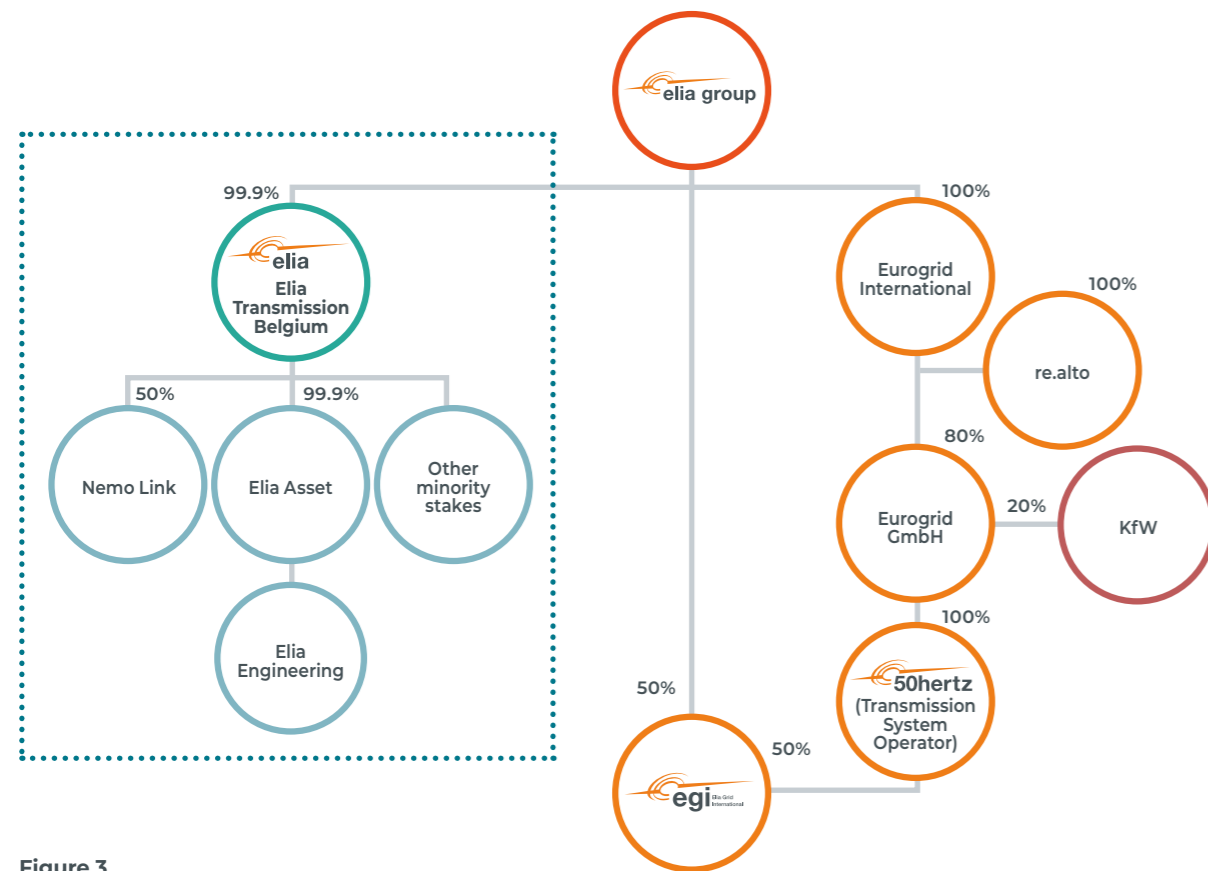 elia group
99.9%
100%
elia
Elia
Transmission
Belgium
Eurogrid
International
100%
re.alto
50%
99.9%
80%
Nemo Link
Elia Asset
Other
minority
stakes
Eurogrid
GmbH
20%
KfW
100%
Elia
Engineering
50hertz
(Transmission
System
Operator)
50%
50%
egi
Elia Grid
International
Figure 3